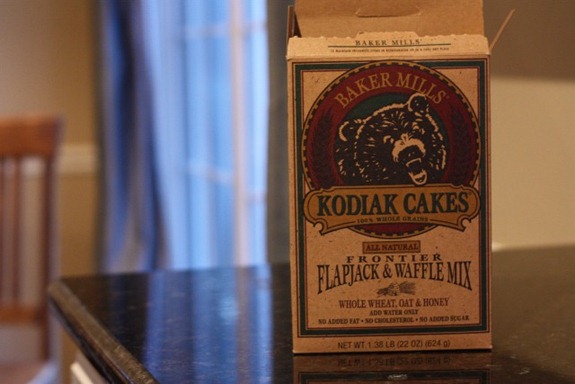 BAKER MILLS
BAKER MILLS
KODIAK CAKES
100% WHOLE GRAINS
ALL NATURAL
FRONTIER
FLAPJACK & WAFFLE MIX
WHOLE WHEAT, OAT & HONEY
ADD WATER ONLY
NO ADDED FAT • NO CHOLESTEROL • NO ADDED SUGAR
NET WT. 1.38 LB (22 OZ) (624 g)